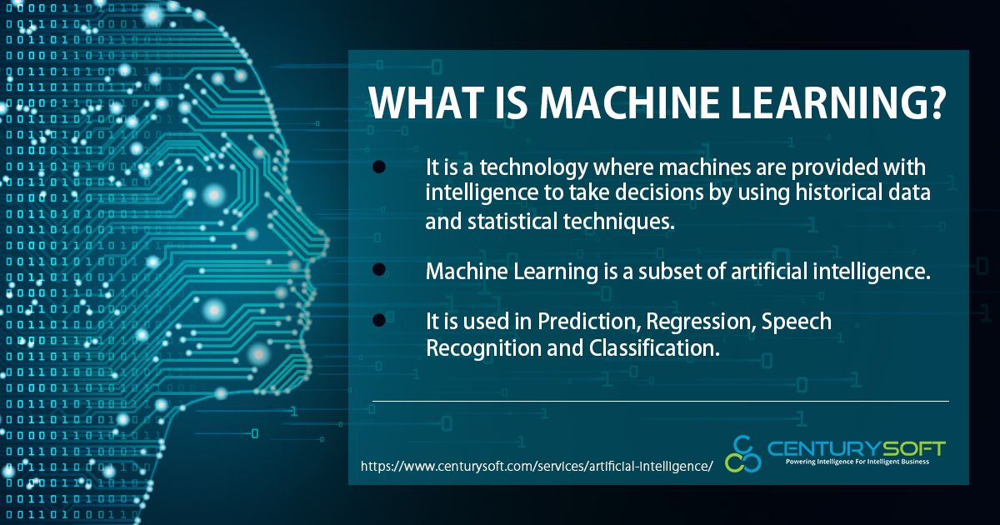 WHAT IS MACHINE LEARNING?
It is a technology where machines are provided with
intelligence to take decisions by using historical data
and statistical techniques.
Machine Learning is a subset of artificial intelligence.
It is used in Prediction, Regression, Speech
Recognition and Classification.
https://www.centurysoft.com/services/artificial-intelligence/
CENTURYSOFT
Powering Intelligence For Intelligent Business